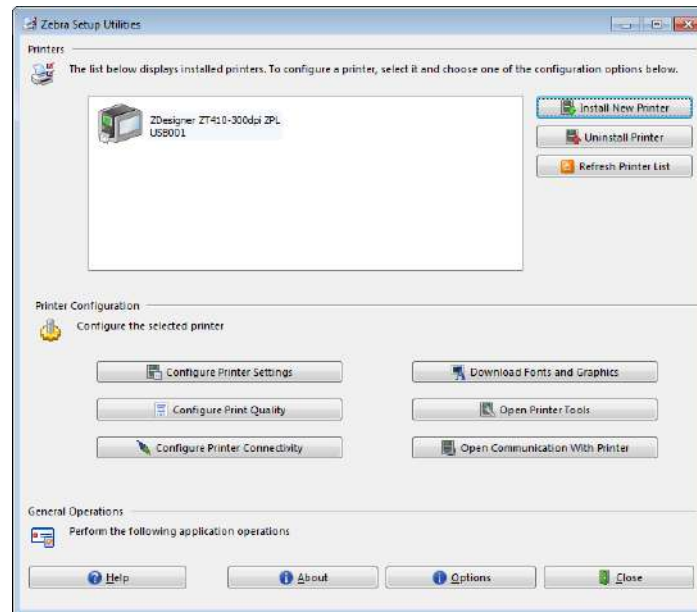 Zebra Setup Utilities
Printers
The list below displays installed printers. To configure a printer, select it and choose one of the configuration options below.
ZDesigner ZT410-300dpi ZPL
USB001
Install New Printer
Uninstall Printer
Refresh Printer List
Printer Configuration
Configure the selected printer
Configure Printer Settings
Download Fonts and Graphics
Configure Print Quality
Open Printer Tools
Configure Printer Connectivity
Open Communication With Printer
General Operations
Perform the following application operations
Help
About
Options
Close